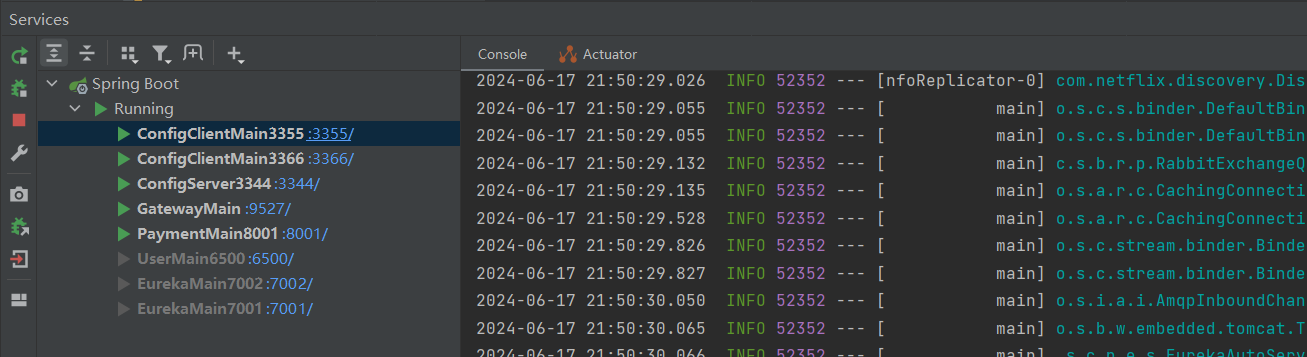 Services
Spring Boot
Running
ConfigClientMain3355 :3355/
ConfigClientMain3366 :3366/
ConfigServer3344 :3344/
GatewayMain :9527/
PaymentMain8001 :8001/
UserMain6500 :6500/
EurekaMain7002 :7002/
EurekaMain7001 :7001/
Console Actuator
2024-06-17 21:50:29.026 INFO 52352 --- [nfoReplicator-0] com.netflix.discovery.Dis
2024-06-17 21:50:29.055 INFO 52352 --- [ main] o.s.c.s.binder.DefaultBin
2024-06-17 21:50:29.055 INFO 52352 --- [ main] o.s.c.s.binder.DefaultBin
2024-06-17 21:50:29.132 INFO 52352 --- [ main] c.s.b.r.p.RabbitExchangeQ
2024-06-17 21:50:29.135 INFO 52352 --- [ main] o.s.a.r.c.CachingConnecti
2024-06-17 21:50:29.528 INFO 52352 --- [ main] o.s.a.r.c.CachingConnecti
2024-06-17 21:50:29.826 INFO 52352 --- [ main] o.s.c.stream.binder.Binde
2024-06-17 21:50:29.827 INFO 52352 --- [ main] o.s.c.stream.binder.Binde
2024-06-17 21:50:30.050 INFO 52352 --- [ main] o.s.i.a.i.AmqpInboundChan
2024-06-17 21:50:30.065 INFO 52352 --- [ main] o.s.b.w.embedded.tomcat.T
2024-06-17 21:50:30.066 INFO 52352 --- [ main] .s.c.n.e.s.EurekaAutoServ